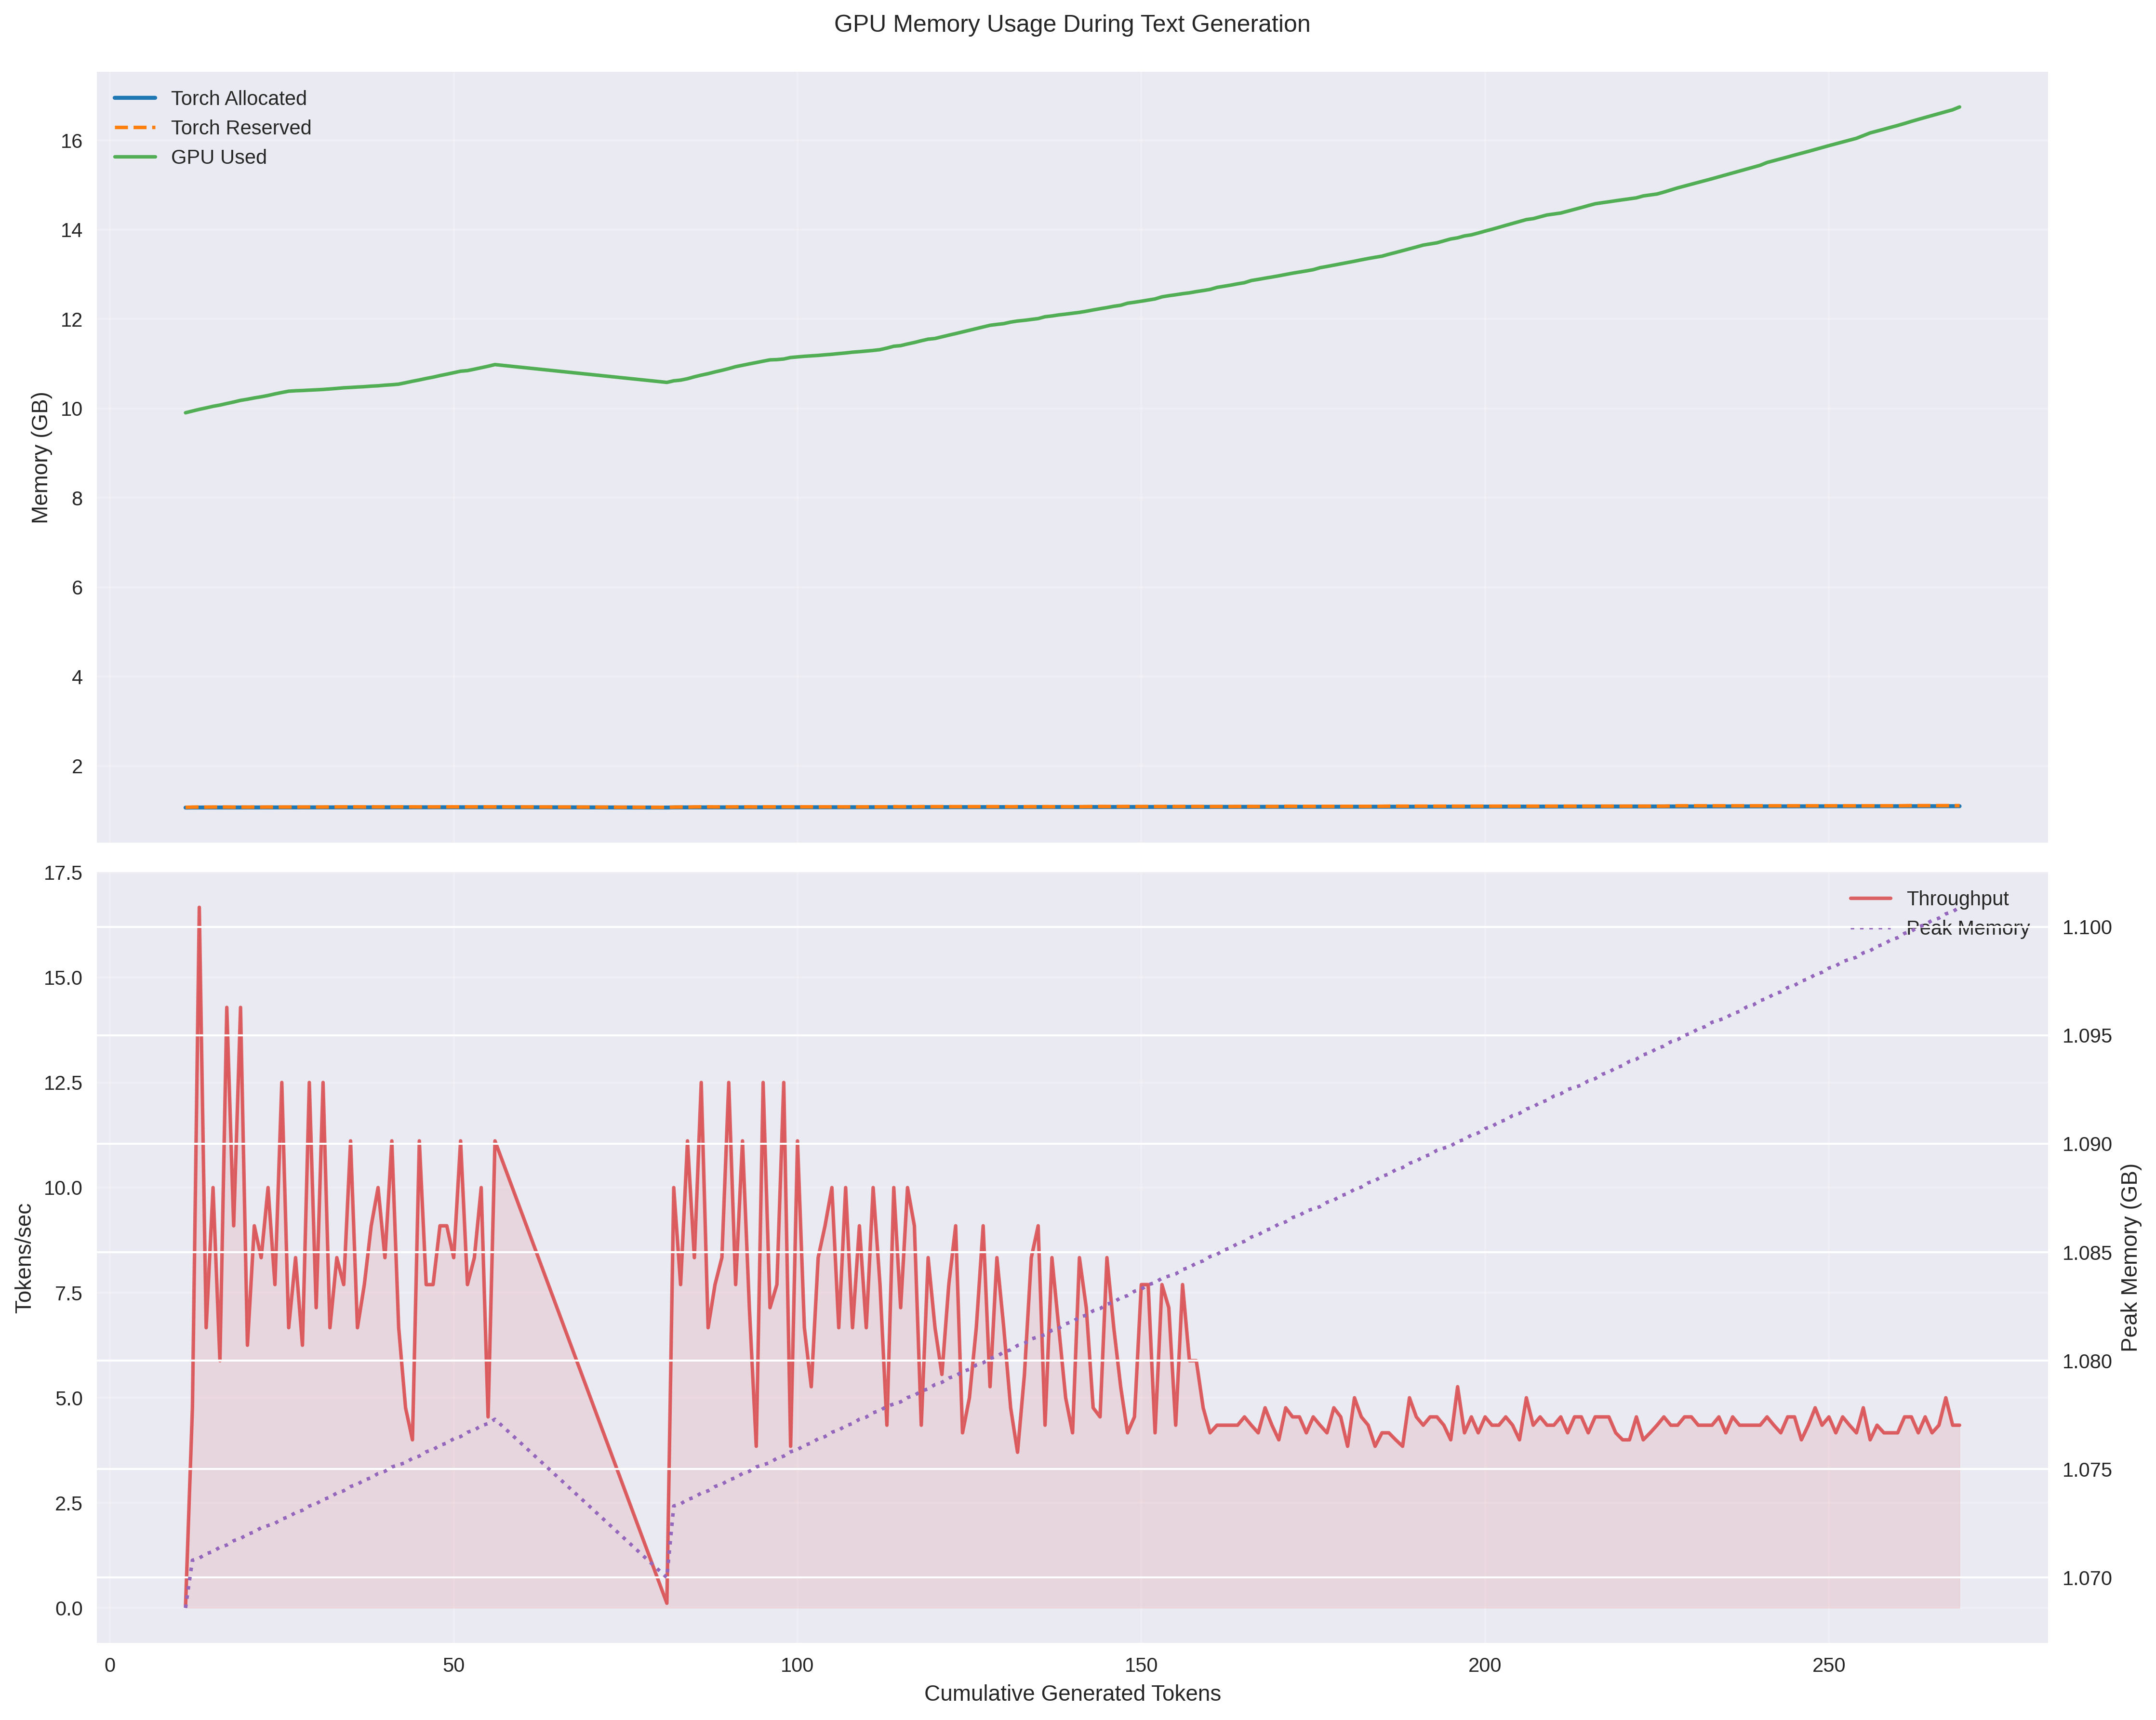 GPU Memory Usage During Text Generation
Torch Allocated
Torch Reserved
GPU Used
Memory (GB)
16
14
12
10
8
6
4
2
Throughput
Peak Memory
Tokens/sec
17.5
15.0
12.5
10.0
7.5
5.0
2.5
0.0
Peak Memory (GB)
1.100
1.095
1.090
1.085
1.080
1.075
1.070
0 50 100 150 200 250
Cumulative Generated Tokens